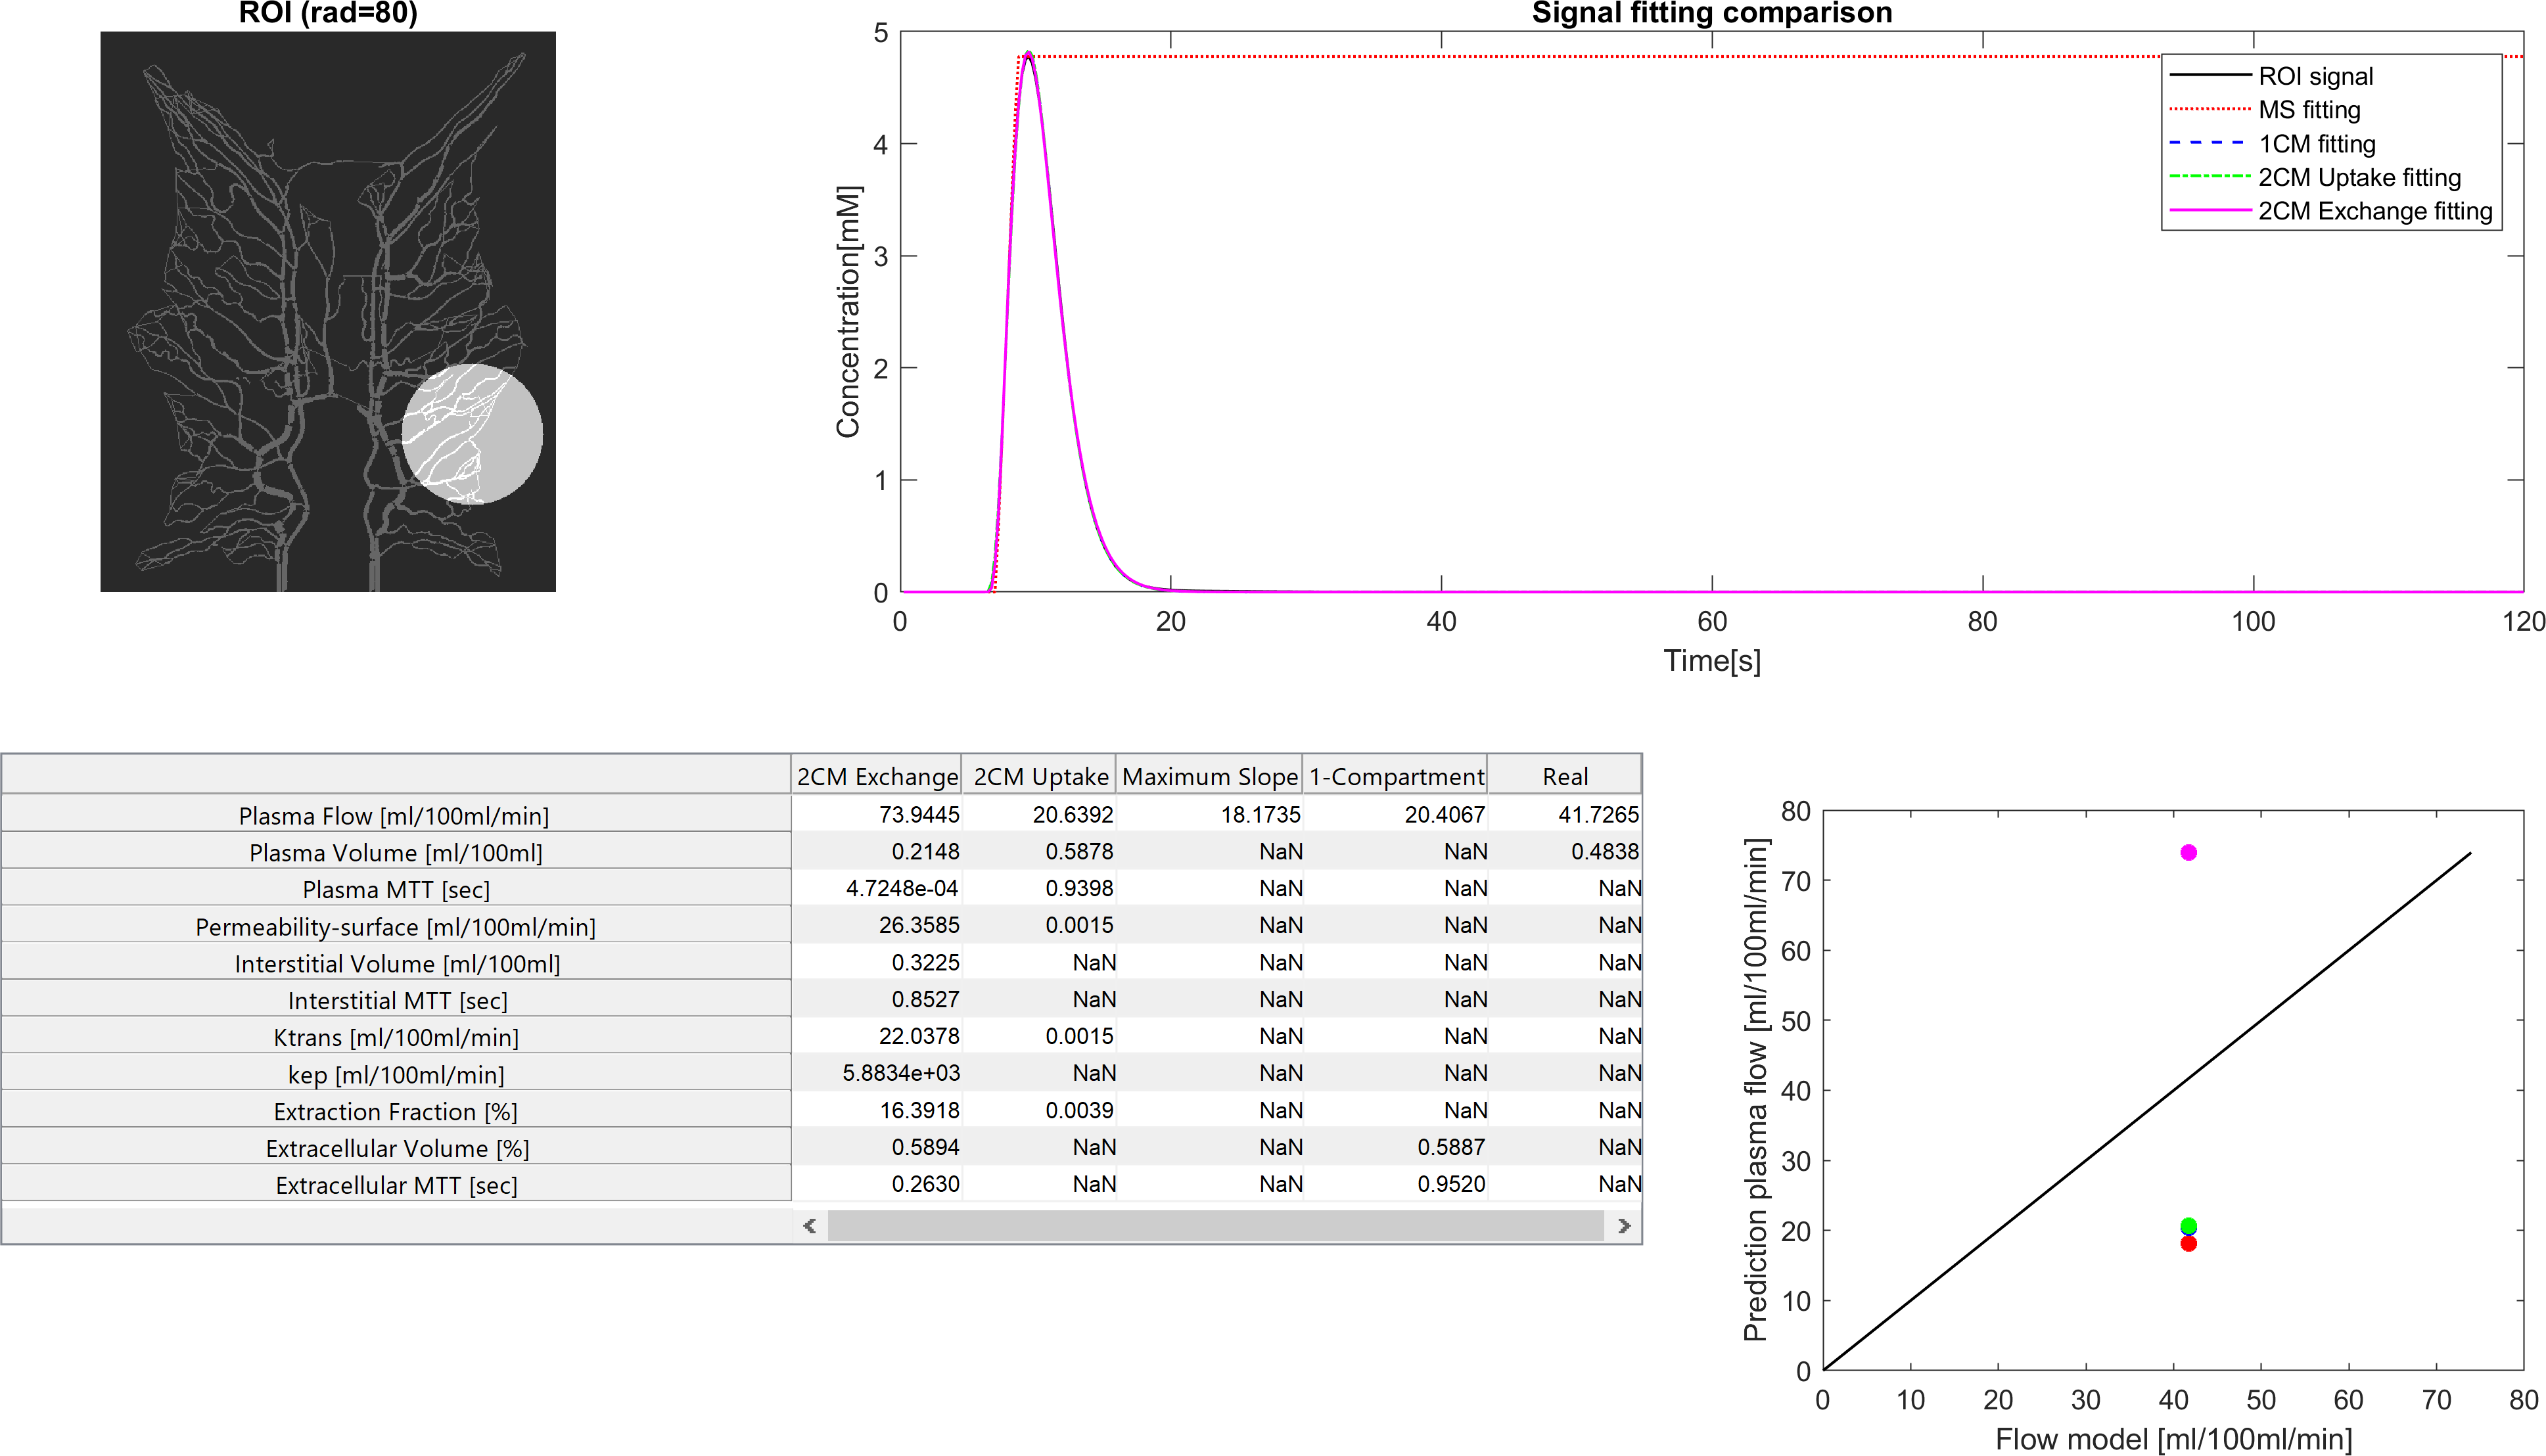 ROI (rad=80)
Signal fitting comparison
5
4
3
2
1
0
Concentration[mM]
0 20 40 60 80 100 120
Time[s]
ROI signal
MS fitting
1CM fitting
2CM Uptake fitting
2CM Exchange fitting
2CM Exchange 2CM Uptake Maximum Slope 1-Compartment Real
Plasma Flow [ml/100ml/min] 73.9445 20.6392 18.1735 20.4067 41.7265
Plasma Volume [ml/100ml] 0.2148 0.5878 NaN NaN 0.4838
Plasma MTT [sec] 4.7248e-04 0.9398 NaN NaN NaN
Permeability-surface [ml/100ml/min] 26.3585 0.0015 NaN NaN NaN
Interstitial Volume [ml/100ml] 0.3225 NaN NaN NaN NaN
Interstitial MTT [sec] 0.8527 NaN NaN NaN NaN
Ktrans [ml/100ml/min] 22.0378 0.0015 NaN NaN NaN
kep [ml/100ml/min] 5.8834e+03 NaN NaN NaN NaN
Extraction Fraction [%] 16.3918 0.0039 NaN NaN NaN
Extracellular Volume [%] 0.5894 NaN NaN 0.5887 NaN
Extracellular MTT [sec] 0.2630 NaN NaN 0.9520 NaN
80
70
60
50
40
30
20
10
0
Prediction plasma flow [ml/100ml/min]
0 10 20 30 40 50 60 70 80
Flow model [ml/100ml/min]